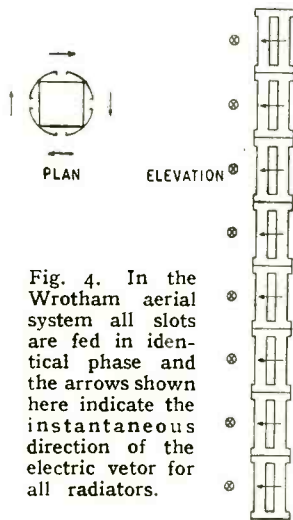 PLAN
ELEVATION
Fig. 4. In the
Wrotham aerial
system all slots
are fed in iden-
tical phase and
the arrows shown
here indicate the
instantaneous
direction of the
electric vetor for
all radiators.